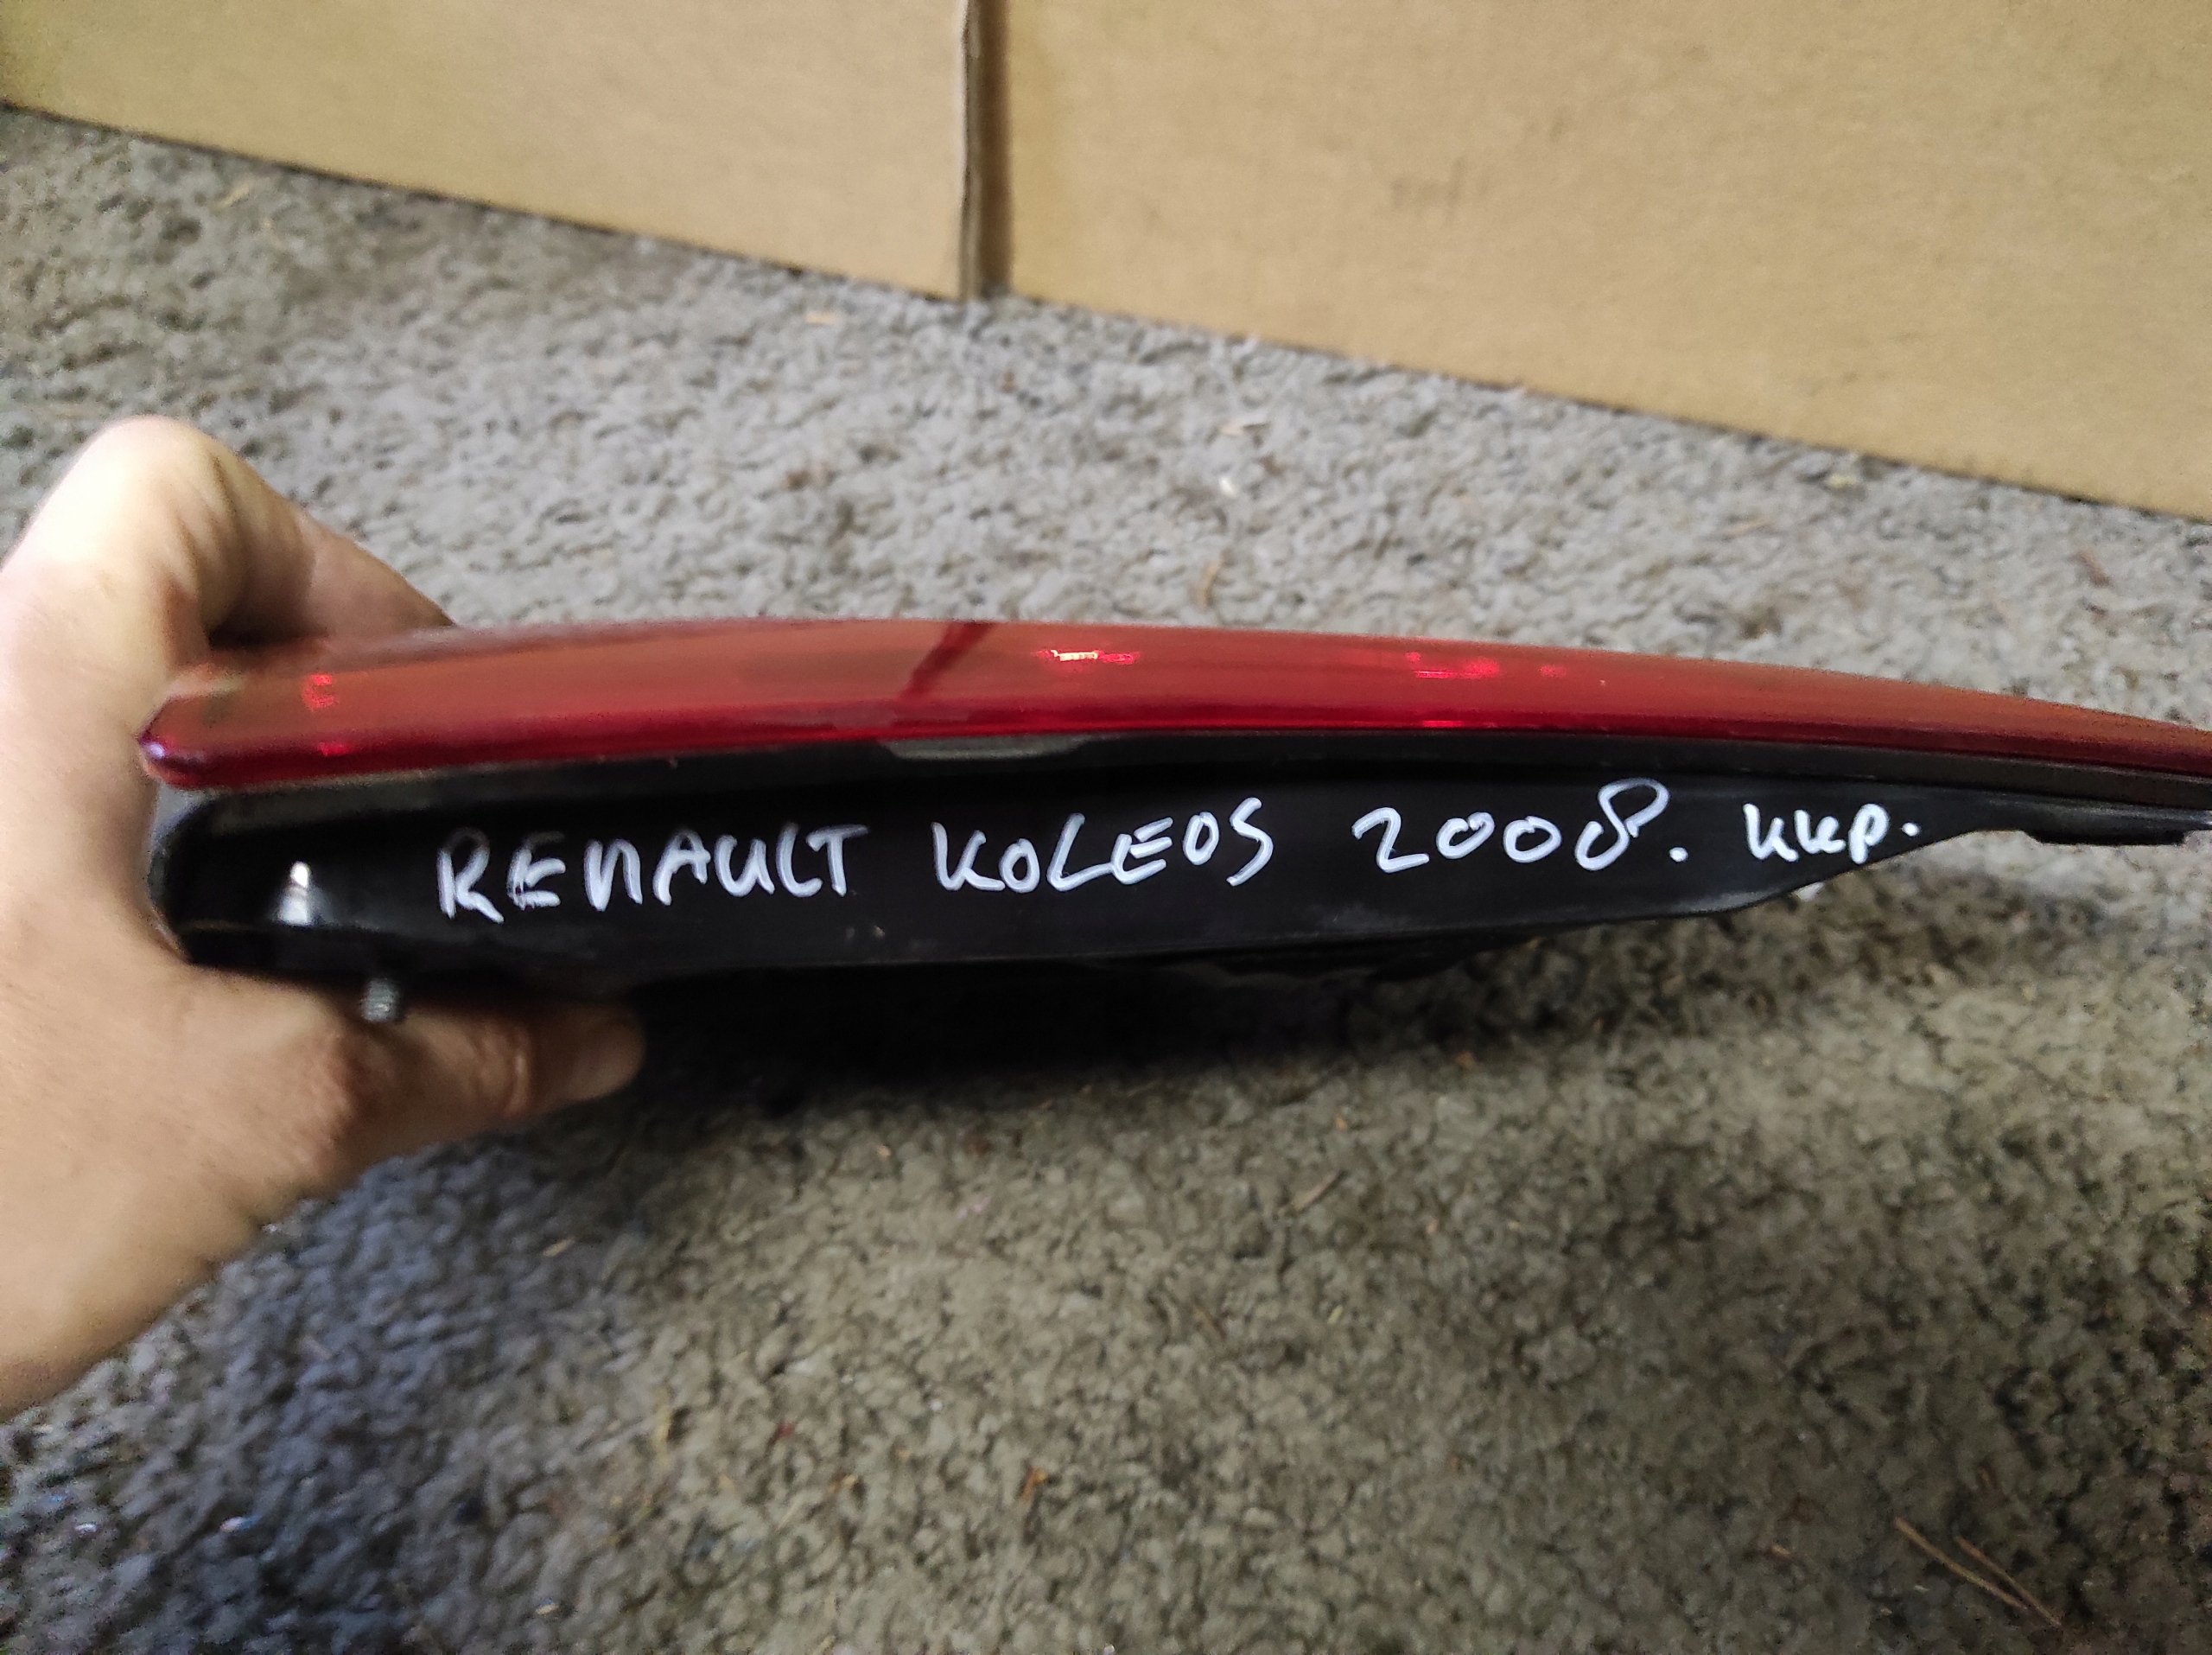 RENAULT KOLEOS 2008. ККР.